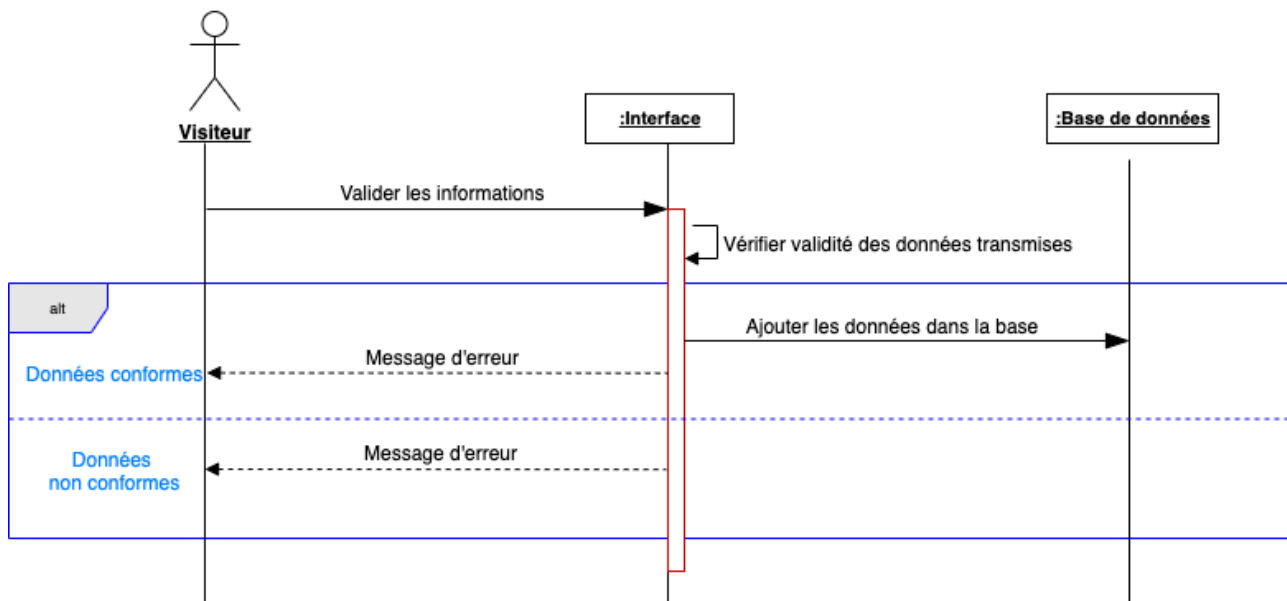 Visiteur
:Interface
:Base de données
Valider les informations
Vérifier validité des données transmises
alt
Ajouter les données dans la base
Message d'erreur
Données conformes
Message d'erreur
Données
non conformes